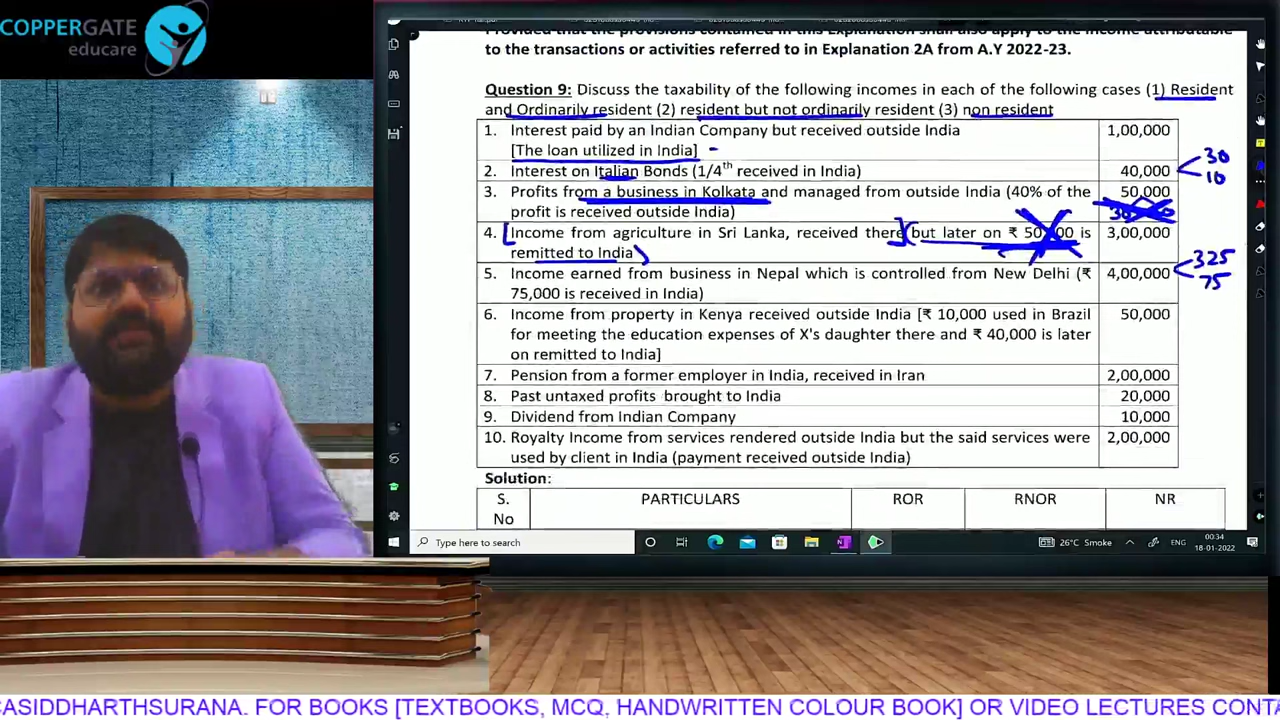 COPPERGATE
educare
Provided that the provisions contained in this Explanation shall also apply to the income attributable
to the transactions or activities referred to in Explanation 2A from A.Y 2022-23.
Question 9: Discuss the taxability of the following incomes in each of the following cases (1) Resident
and Ordinarily resident (2) resident but not ordinarily resident (3) non resident
1. Interest paid by an Indian Company but received outside India 1,00,000
[The loan utilized in India]
2. Interest on Italian Bonds (1/4th received in India) 40,000 30
10
3. Profits from a business in Kolkata and managed from outside India (40% of the 50,000
profit is received outside India)
4. Income from agriculture in Sri Lanka, received there but later on ₹ 50,000 is 3,00,000
remitted to India
5. Income earned from business in Nepal which is controlled from New Delhi (₹ 4,00,000 325
75,000 is received in India) 75
6. Income from property in Kenya received outside India [₹ 10,000 used in Brazil 50,000
for meeting the education expenses of X's daughter there and ₹ 40,000 is later
on remitted to India]
7. Pension from a former employer in India, received in Iran 2,00,000
8. Past untaxed profits brought to India 20,000
9. Dividend from Indian Company 10,000
10. Royalty Income from services rendered outside India but the said services were 2,00,000
used by client in India (payment received outside India)
Solution:
S. PARTICULARS ROR RNOR NR
No
Type here to search
26°C Smoke ENG 00:34
18-01-2022
CASIDDHARTHSURANA. FOR BOOKS [TEXTBOOKS, MCQ, HANDWRITTEN COLOUR BOOK] OR VIDEO LECTURES